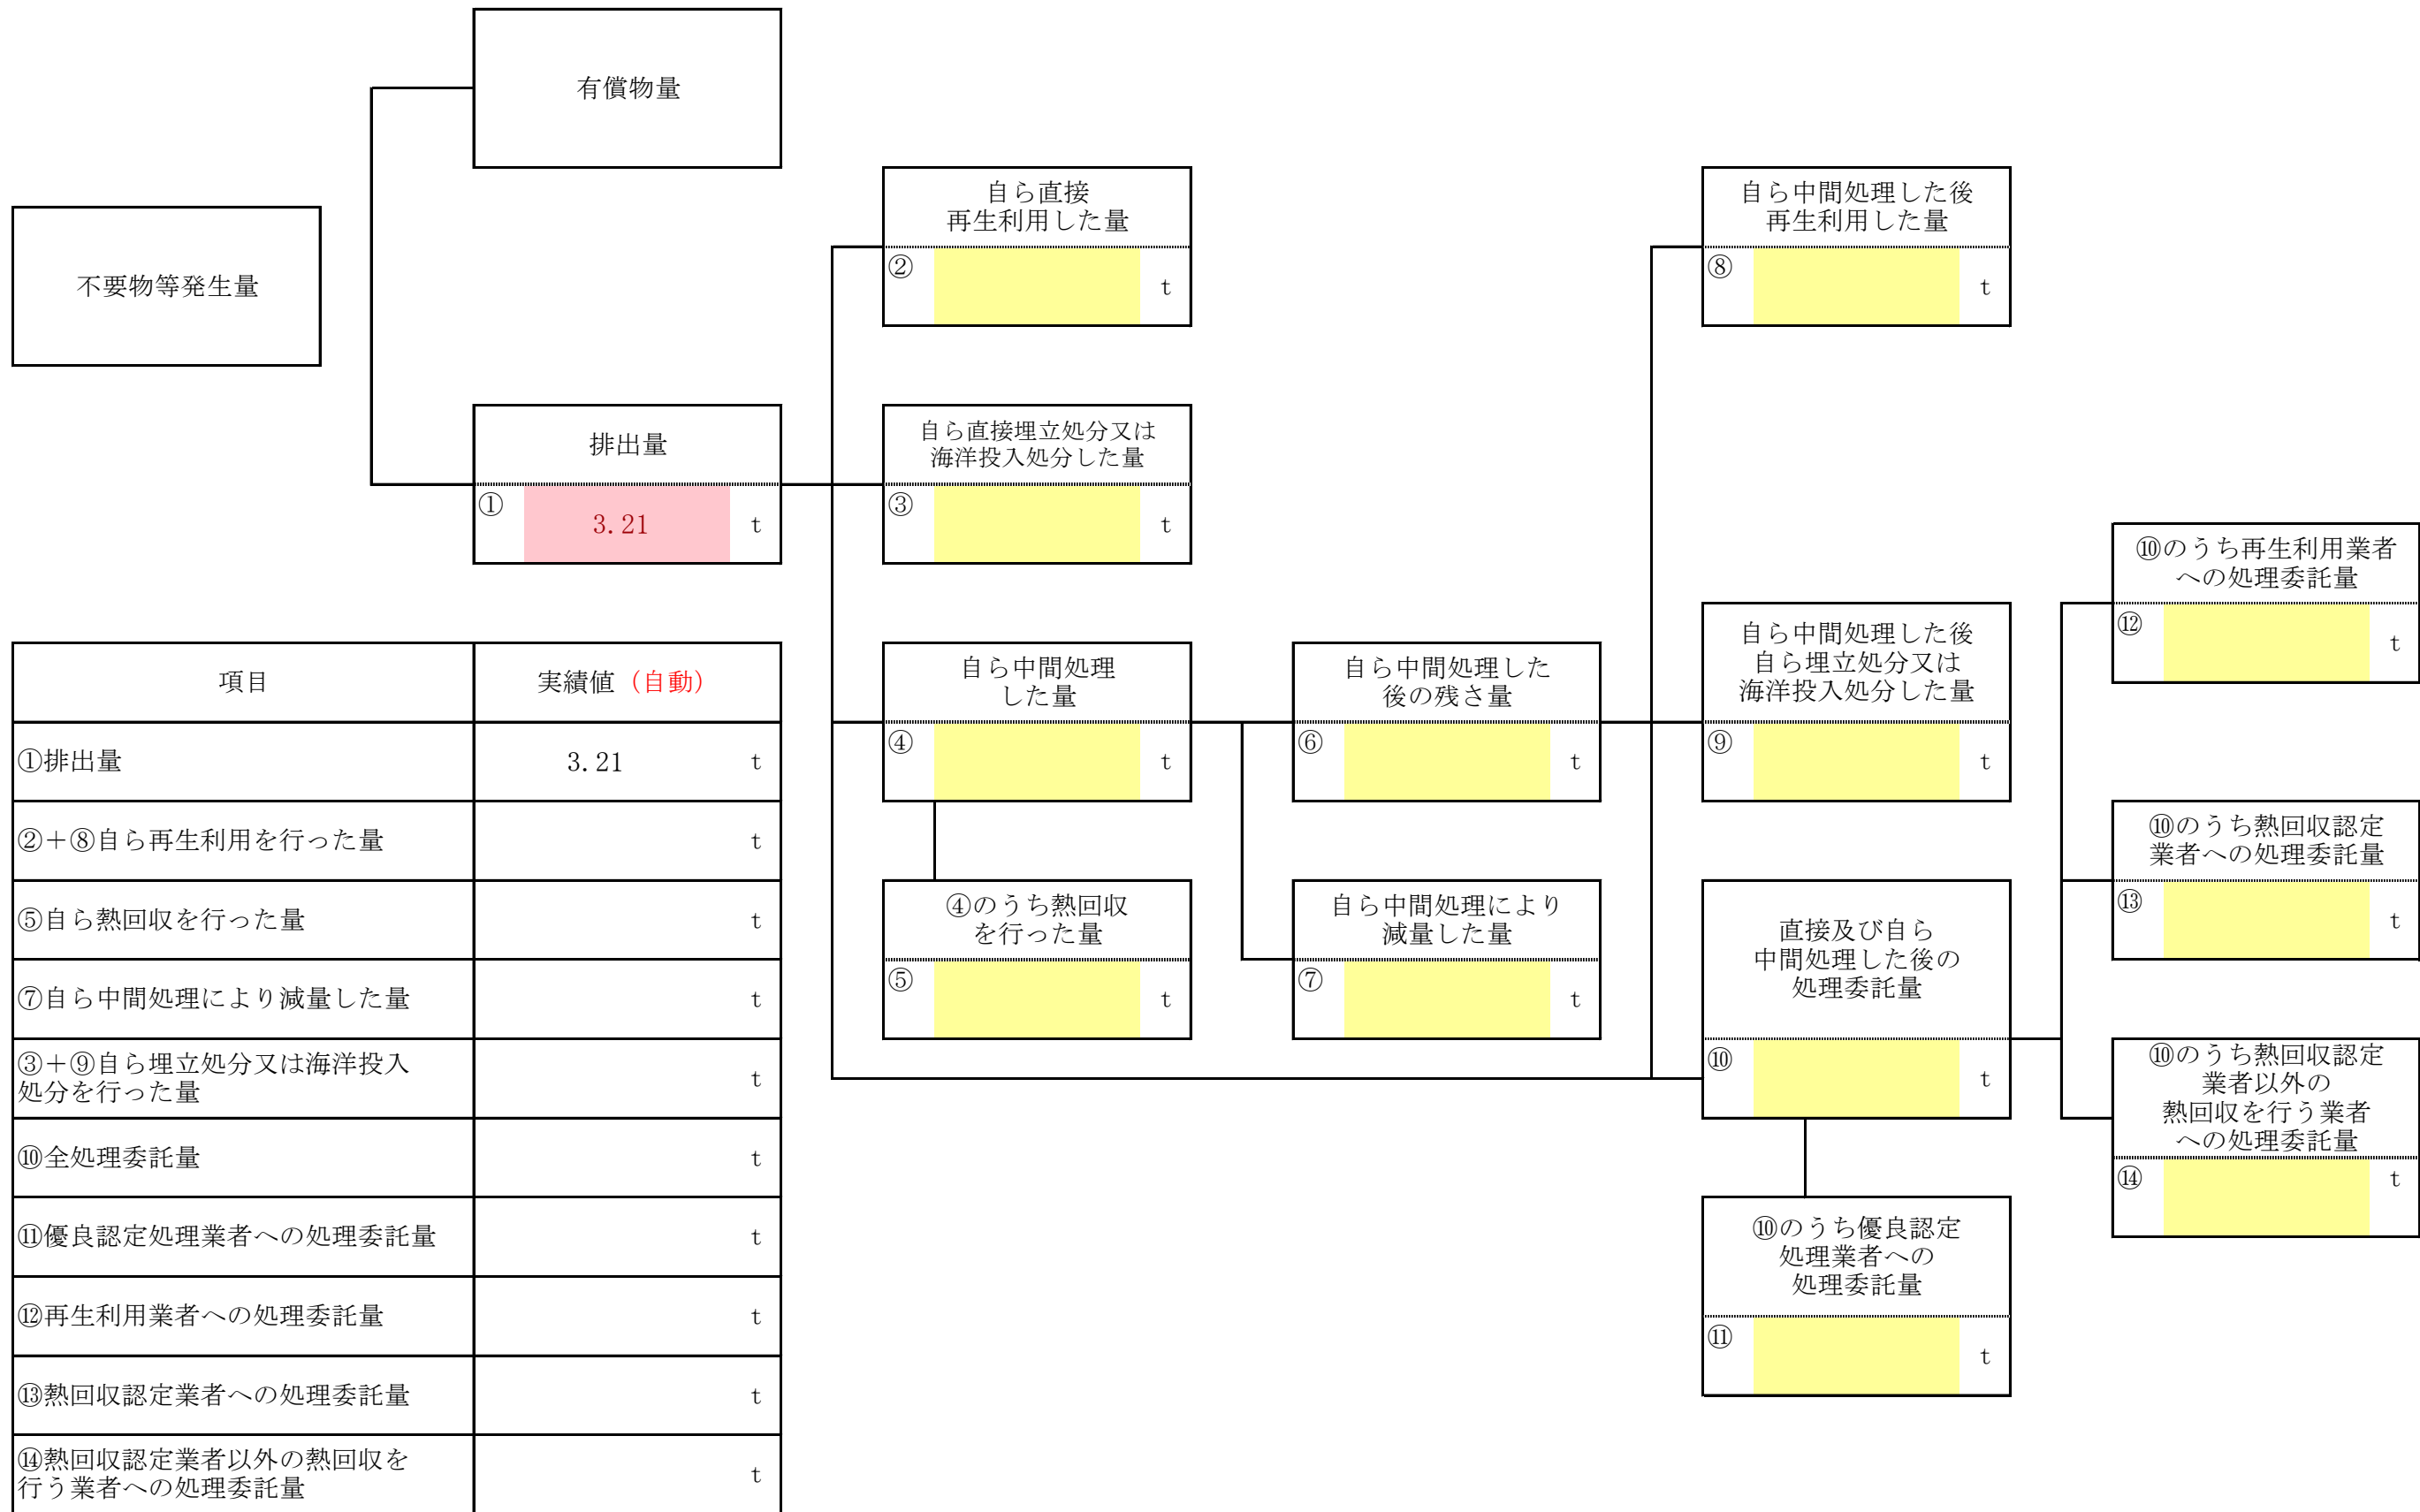 有償物量
不要物等発生量
排出量
①
3.21
t
自ら直接
再生利用した量
②
t
自ら直接埋立処分又は
海洋投入処分した量
③
t
自ら中間処理
した量
④
t
④のうち熱回収
を行った量
⑤
t
自ら中間処理した
後の残さ量
⑥
t
自ら中間処理により
減量した量
⑦
t
自ら中間処理した後
再生利用した量
⑧
t
自ら中間処理した後
自ら埋立処分又は
海洋投入処分した量
⑨
t
直接及び自ら
中間処理した後の
処理委託量
⑩
t
⑩のうち優良認定
処理業者への
処理委託量
⑪
t
⑩のうち再生利用業者
への処理委託量
⑫
t
⑩のうち熱回収認定
業者への処理委託量
⑬
t
⑩のうち熱回収認定
業者以外の
熱回収を行う業者
への処理委託量
⑭
t
項目 実績値（自動）
①排出量 3.21 t
②＋⑧自ら再生利用を行った量 t
⑤自ら熱回収を行った量 t
⑦自ら中間処理により減量した量 t
③＋⑨自ら埋立処分又は海洋投入
処分を行った量 t
⑩全処理委託量 t
⑪優良認定処理業者への処理委託量 t
⑫再生利用業者への処理委託量 t
⑬熱回収認定業者への処理委託量 t
⑭熱回収認定業者以外の熱回収を
行う業者への処理委託量 t